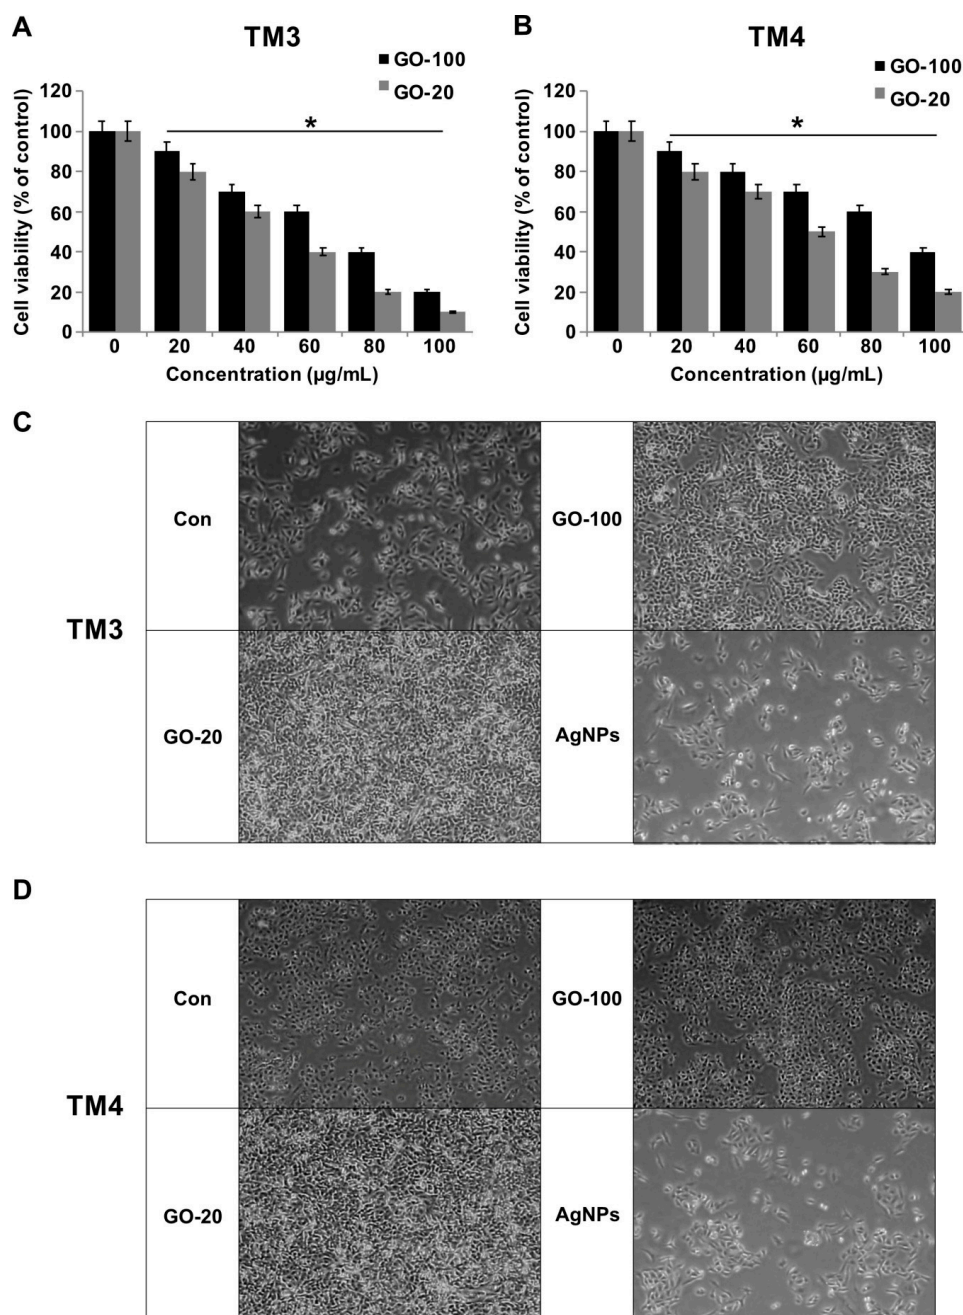 A
TM3
GO-100
GO-20
Cell viability (% of control)
120
100
80
60
40
20
0
*
0 20 40 60 80 100
Concentration (µg/mL)
B
TM4
GO-100
GO-20
Cell viability (% of control)
120
100
80
60
40
20
0
*
0 20 40 60 80 100
Concentration (µg/mL)
C
TM3
Con
GO-100
GO-20
AgNPs
D
TM4
Con
GO-100
GO-20
AgNPs